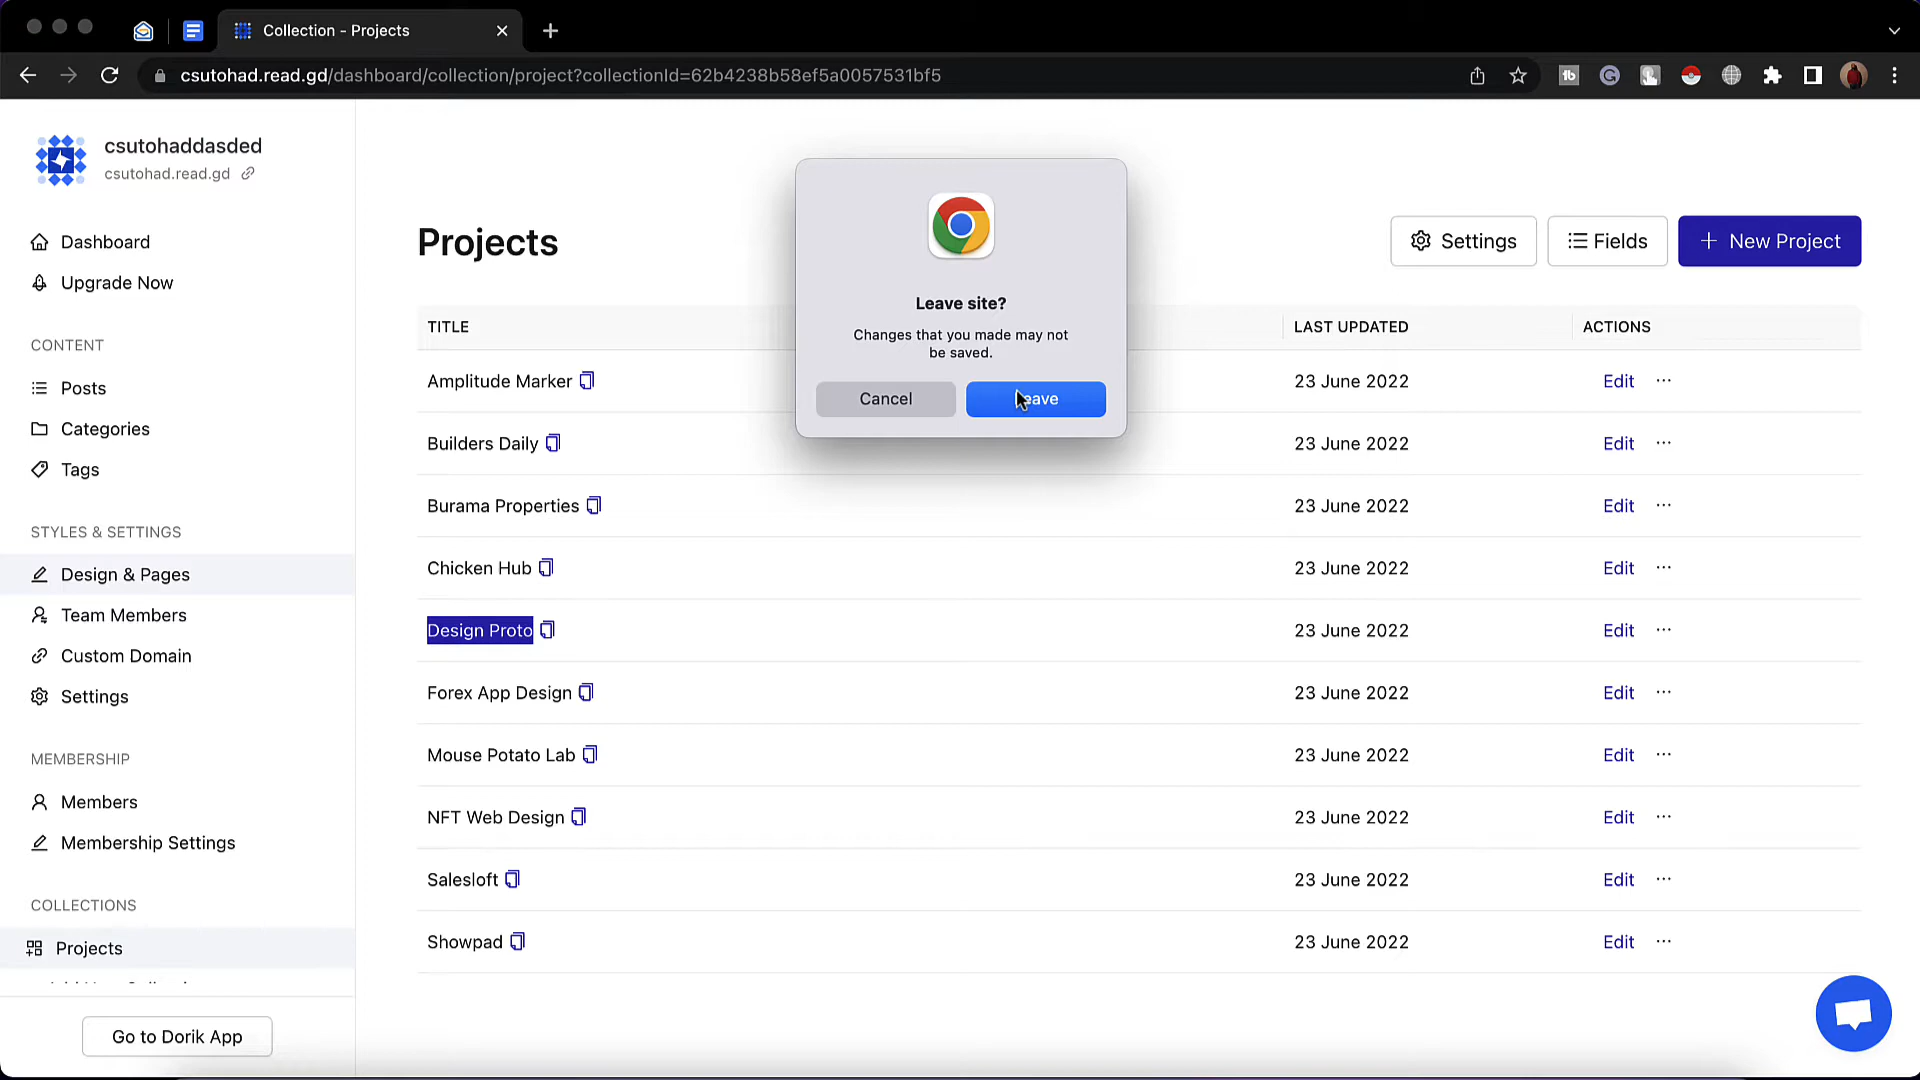 Collection - Projects
csutohad.read.gd/dashboard/collection/project?collectionId=62b4238b58ef5a0057531bf5
csutohaddasded
csutohad.read.gd
Dashboard
Upgrade Now
CONTENT
Posts
Categories
Tags
STYLES & SETTINGS
Design & Pages
Team Members
Custom Domain
Settings
MEMBERSHIP
Members
Membership Settings
COLLECTIONS
Projects
Go to Dorik App
Projects
Settings
Fields
+ New Project
Leave site?
Changes that you made may not
be saved.
Cancel
eave
TITLE LAST UPDATED ACTIONS
Amplitude Marker 23 June 2022 Edit ...
Builders Daily 23 June 2022 Edit ...
Burama Properties 23 June 2022 Edit ...
Chicken Hub 23 June 2022 Edit ...
Design Proto 23 June 2022 Edit ...
Forex App Design 23 June 2022 Edit ...
Mouse Potato Lab 23 June 2022 Edit ...
NFT Web Design 23 June 2022 Edit ...
Salesloft 23 June 2022 Edit ...
Showpad 23 June 2022 Edit ...